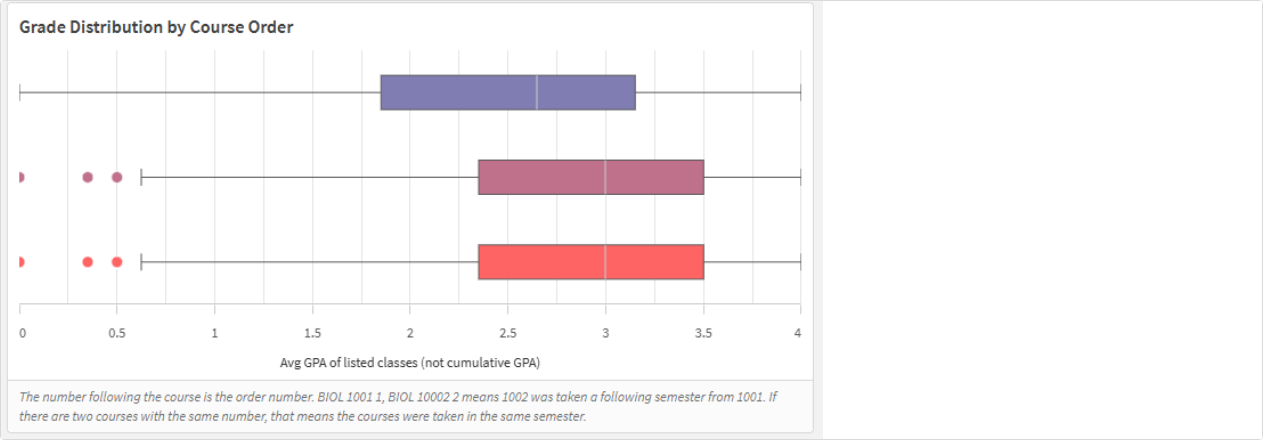 Grade Distribution by Course Order
0 0.5 1 1.5 2 2.5 3 3.5 4
Avg GPA of listed classes (not cumulative GPA)
The number following the course is the order number. BIOL 1001 1, BIOL 10002 2 means 1002 was taken a following semester from 1001. If
there are two courses with the same number, that means the courses were taken in the same semester.